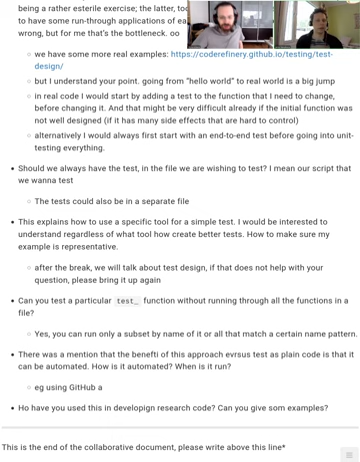 being a rather esterile exercise; the latter, too
to have some run-through applications of ea
wrong, but for me that's the bottleneck. oo
we have some more real examples: https://coderefinery.github.io/testing/test-
design/
but I understand your point. going from "hello world" to real world is a big jump
in real code I would start by adding a test to the function that I need to change,
before changing it. And that might be very difficult already if the initial function was
not well designed (if it has many side effects that are hard to control)
alternatively I would always first start with an end-to-end test before going into unit-
testing everything.
Should we always have the test, in the file we are wishing to test? I mean our script that
we wanna test
The tests could also be in a separate file
This explains how to use a specific tool for a simple test. I would be interested to
understand regardless of what tool how create better tests. How to make sure my
example is representative.
after the break, we will talk about test design, if that does not help with your
question, please bring it up again
Can you test a particular test_ function without running through all the functions in a
file?
Yes, you can run only a subset by name of it or all that match a certain name pattern.
There was a mention that the benefti of this approach evrsus test as plain code is that it
can be automated. How is it automated? When is it run?
eg using GitHub a
Ho have you used this in developign research code? Can you give som examples?
This is the end of the collaborative document, please write above this line*